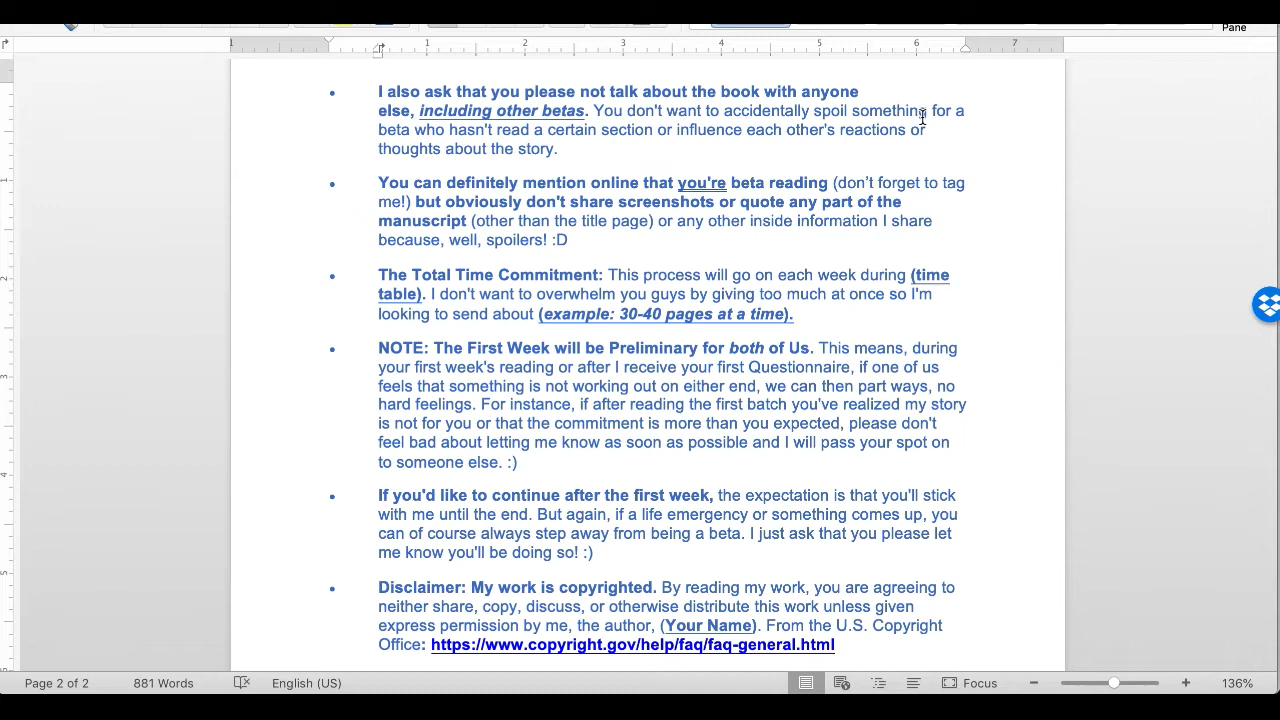 Pane
1 1 2 3 4 5 6 7
• I also ask that you please not talk about the book with anyone
else, including other betas. You don't want to accidentally spoil something for a
beta who hasn't read a certain section or influence each other's reactions or
thoughts about the story.
• You can definitely mention online that you're beta reading (don’t forget to tag
me!) but obviously don't share screenshots or quote any part of the
manuscript (other than the title page) or any other inside information I share
because, well, spoilers! :D
• The Total Time Commitment: This process will go on each week during (time
table). I don't want to overwhelm you guys by giving too much at once so I'm
looking to send about (example: 30-40 pages at a time).
• NOTE: The First Week will be Preliminary for both of Us. This means, during
your first week's reading or after I receive your first Questionnaire, if one of us
feels that something is not working out on either end, we can then part ways, no
hard feelings. For instance, if after reading the first batch you’ve realized my story
is not for you or that the commitment is more than you expected, please don't
feel bad about letting me know as soon as possible and I will pass your spot on
to someone else. :)
• If you'd like to continue after the first week, the expectation is that you'll stick
with me until the end. But again, if a life emergency or something comes up, you
can of course always step away from being a beta. I just ask that you please let
me know you'll be doing so! :)
• Disclaimer: My work is copyrighted. By reading my work, you are agreeing to
neither share, copy, discuss, or otherwise distribute this work unless given
express permission by me, the author, (Your Name). From the U.S. Copyright
Office: https://www.copyright.gov/help/faq/faq-general.html
Page 2 of 2 881 Words English (US) Focus 136%